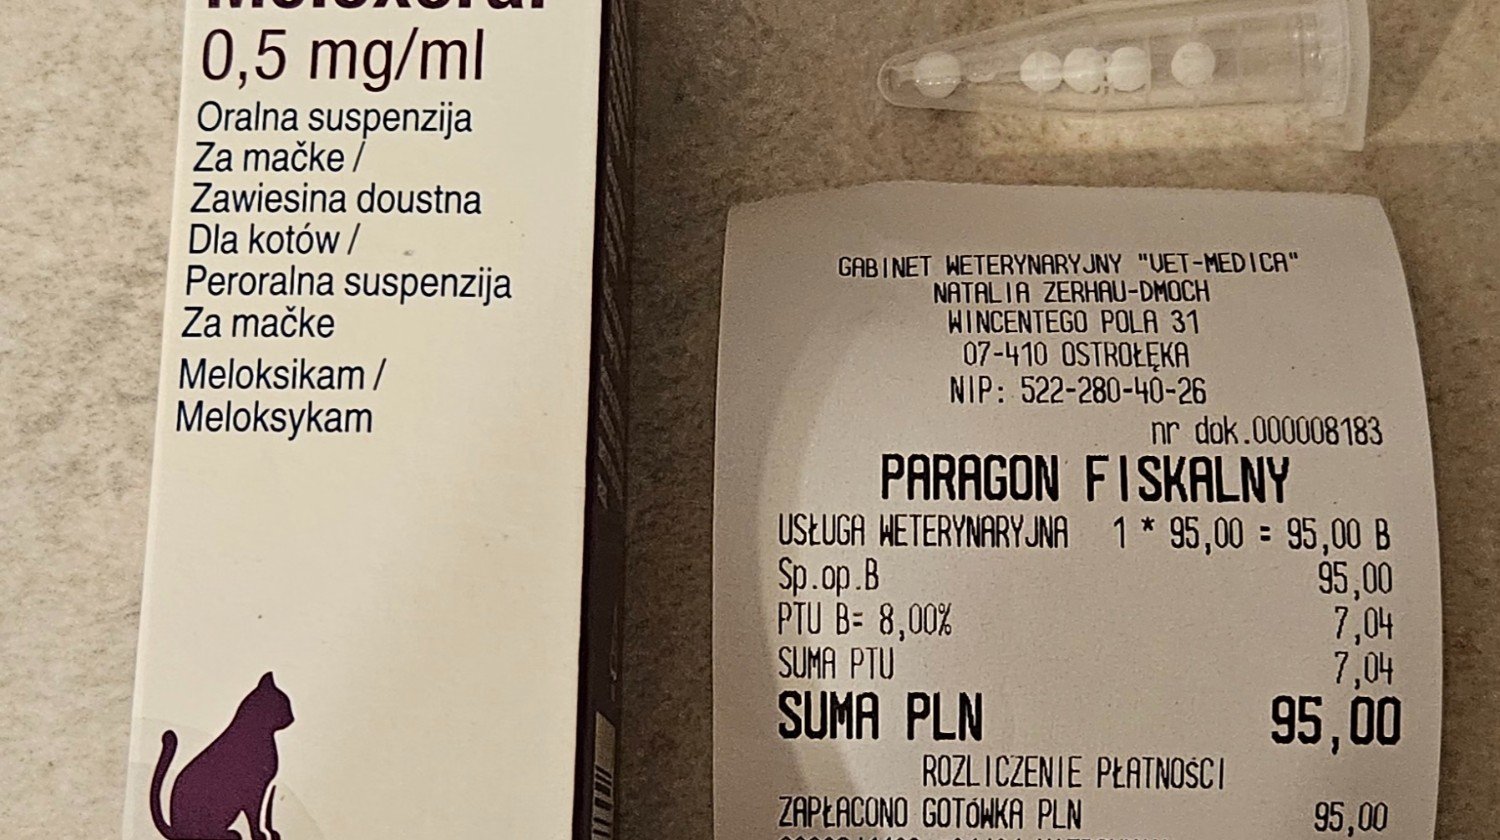 Meloxoral
0,5 mg/ml
Oralna suspenzija
Za mačke /
Zawiesina doustna
Dla kotów /
Peroralna suspenzija
Za mačke
Meloksikam /
Meloksykam
GABINET WETERYNARYJNY "VET-MEDICA"
NATALIA ZERHAU-DMOCH
WINCENTEGO POLA 31
07-410 OSTROŁĘKA
NIP: 522-280-40-26
nr dok.000008183
PARAGON FISKALNY
USŁUGA WETERYNARYJNA 1 * 95,00 = 95,00 B
Sp.op.B 95,00
PTU B= 8,00% 7,04
SUMA PTU 7,04
SUMA PLN 95,00
ROZLICZENIE PŁATNOŚCI
ZAPŁACONO GOTÓWKA PLN 95,00